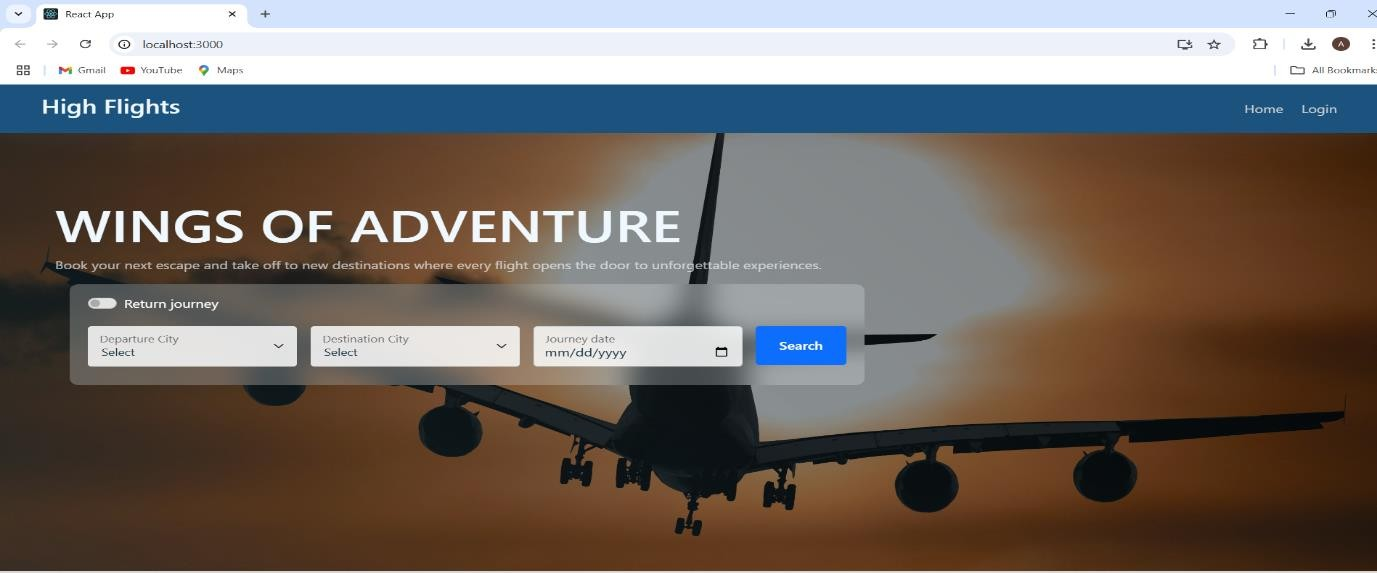 React App
localhost:3000
A
Gmail YouTube Maps All Bookmark
High Flights Home Login
WINGS OF ADVENTURE
Book your next escape and take off to new destinations where every flight opens the door to unforgettable experiences.
Return journey
Departure City Destination City Journey date
Select Select mm/dd/yyyy
Search